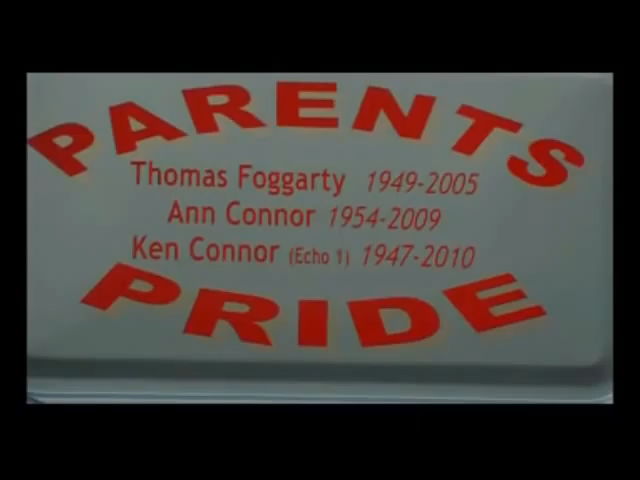 PARENTS
Thomas Foggarty 1949-2005
Ann Connor 1954-2009
Ken Connor (Echo 1) 1947-2010
PRIDE